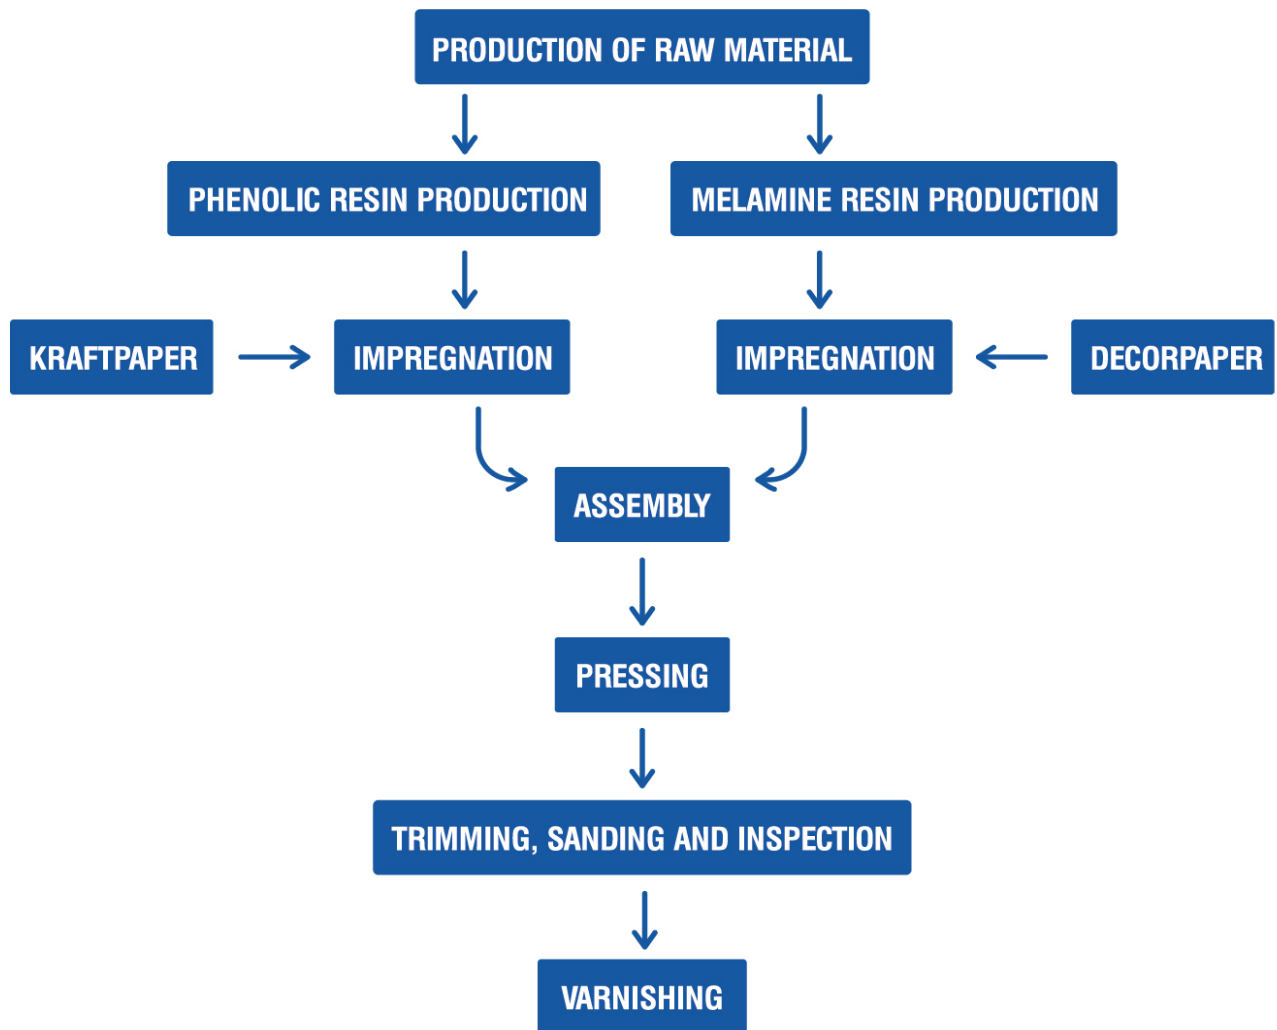 PRODUCTION OF RAW MATERIAL
PHENOLIC RESIN PRODUCTION
MELAMINE RESIN PRODUCTION
KRAFTPAPER
IMPREGNATION
IMPREGNATION
DECORPAPER
ASSEMBLY
PRESSING
TRIMMING, SANDING AND INSPECTION
VARNISHING